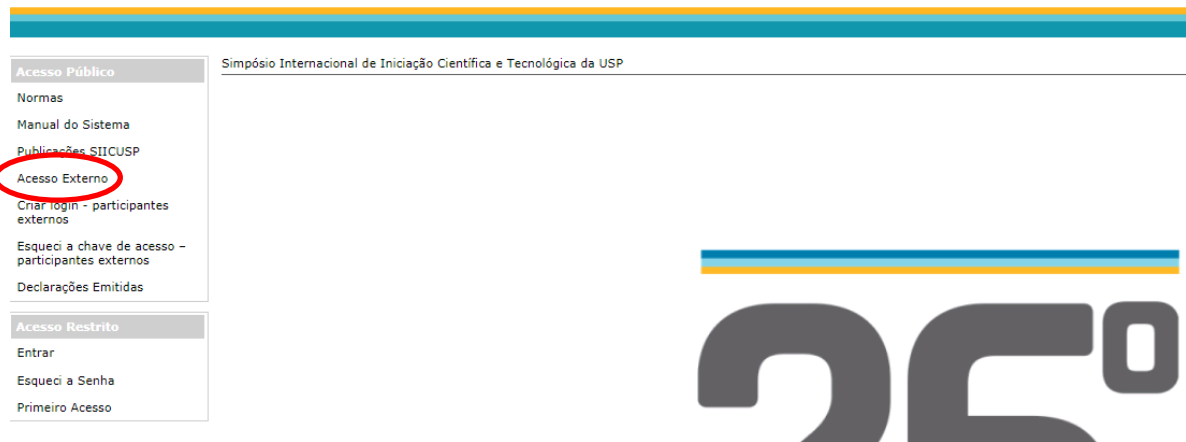 Simpósio Internacional de Iniciação Científica e Tecnológica da USP
Acesso Público
Normas
Manual do Sistema
Publicações SIICUSP
Acesso Externo
Criar login - participantes
externos
Esqueci a chave de acesso –
participantes externos
Declarações Emitidas
Acesso Restrito
Entrar
Esqueci a Senha
Primeiro Acesso